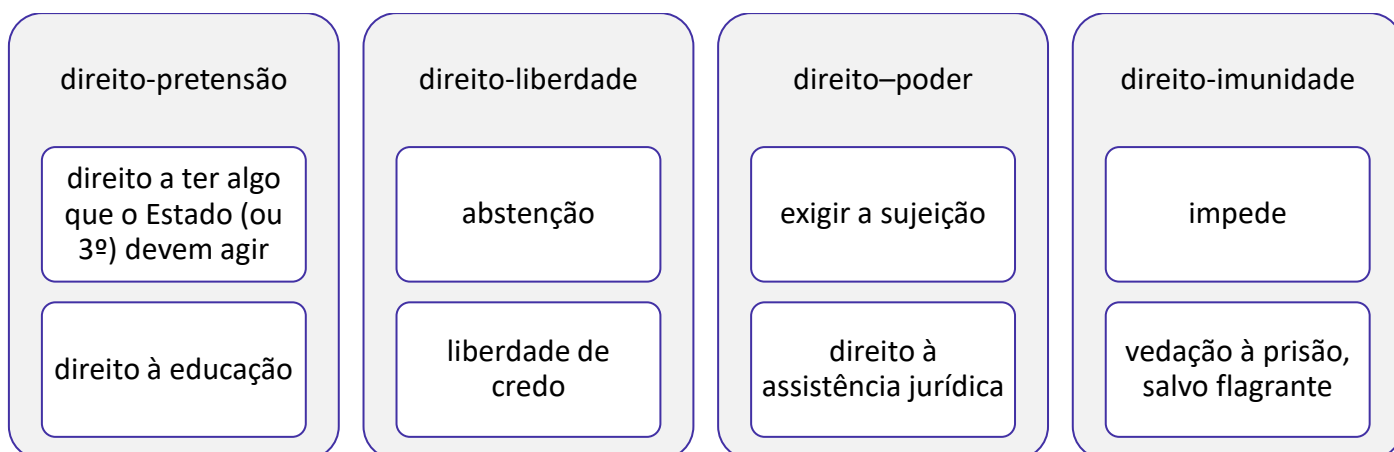 direito-pretensão
direito a ter algo
que o Estado (ou
3º) devem agir
direito à educação
direito-liberdade
abstenção
liberdade de
credo
direito–poder
exigir a sujeição
direito à
assistência jurídica
direito-imunidade
impede
vedação à prisão,
salvo flagrante